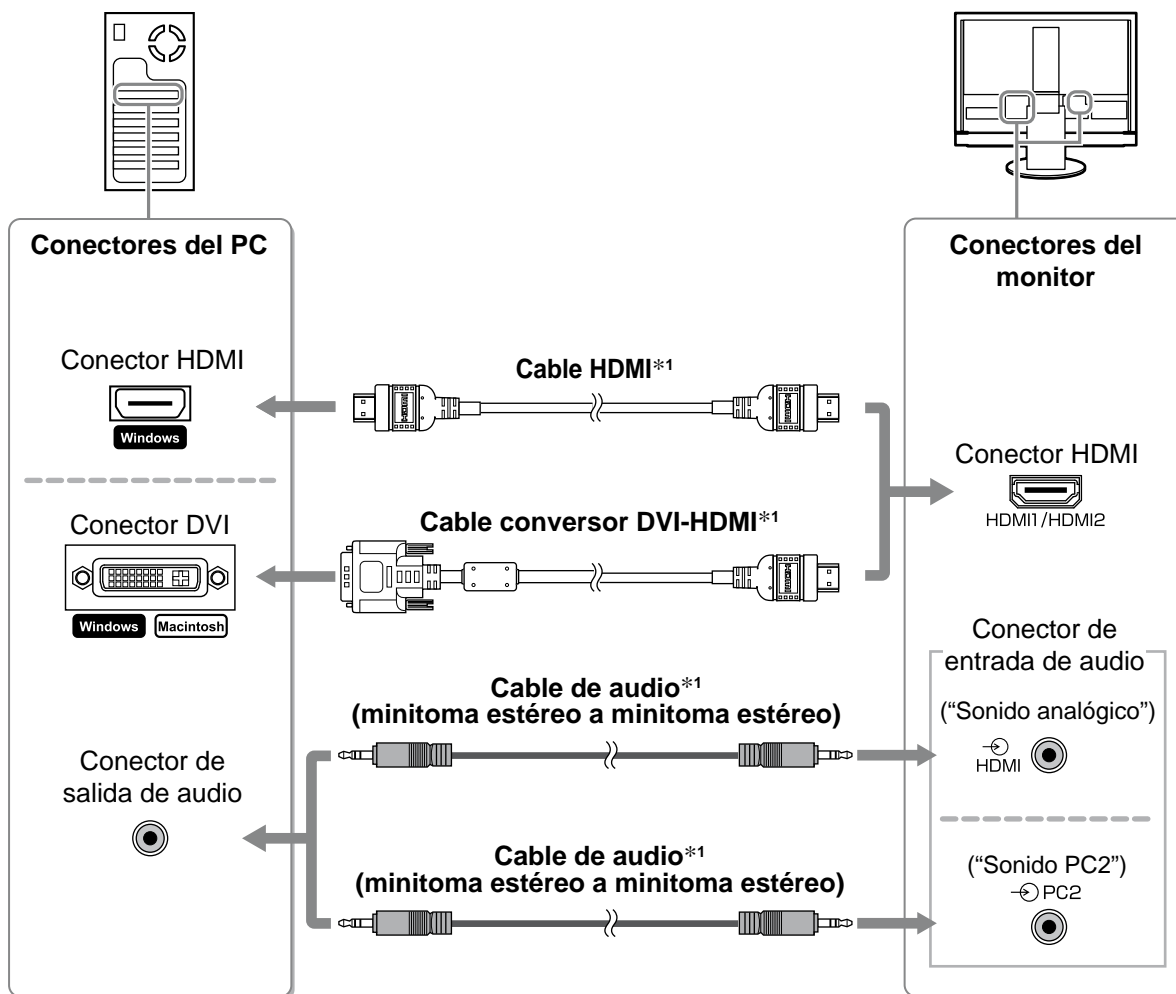 Conectores del PC
Conectores del
monitor
Conector HDMI
Windows
Cable HDMI*1
Conector HDMI
HDMI1/HDMI2
Conector DVI
Windows Macintosh
Cable conversor DVI-HDMI*1
Conector de
entrada de audio
Cable de audio*1
(minitoma estéreo a minitoma estéreo)
(“Sonido analógico”)
HDMI
Conector de
salida de audio
Cable de audio*1
(minitoma estéreo a minitoma estéreo)
(“Sonido PC2”)
PC2